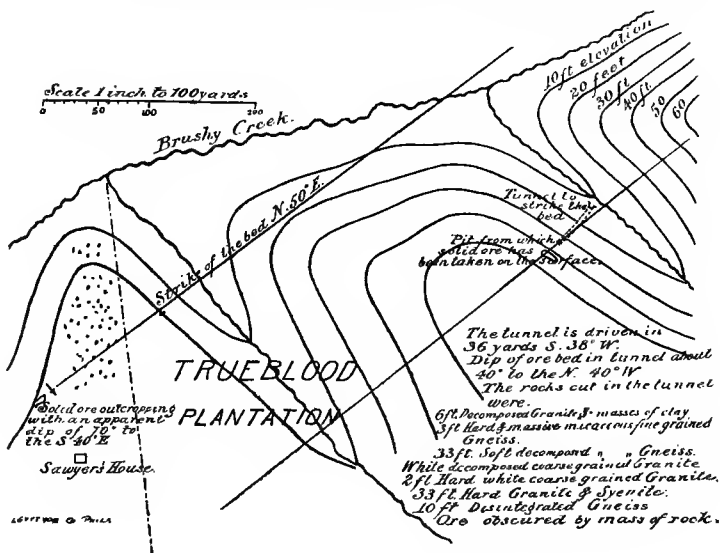 10 ft elevation
20 feet
30 ft
40 ft
50
60
Scale 1 inch to 100 yards
0 50 100 200
Brushy Creek.
Strike of the bed N. 50° E.
Tunnel to
strike the
bed
Pit from which
solid ore has
been taken on the surface.
TRUEBLOOD
PLANTATION
Solid ore outcropping
with an apparent
dip of 70° to
the S 40° E
Sawyer's House.
The tunnel is driven in
36 yards S. 38° W.
Dip of ore bed in tunnel about
40° to the N. 40° W
The rocks cut in the tunnel
were.
6 ft. Decomposed Granite & masses of clay
3 ft Hard & massive micaceous fine grained
Gneiss.
33 ft. Soft decompond " " Gneiss.
White decomposed coarse grained Granite
2 ft Hard white coarse grained Granite.
33 ft. Hard Granite & Syenite.
10 ft Disintegrated Gneiss
Ore obscured by mass of rock.
PHILA